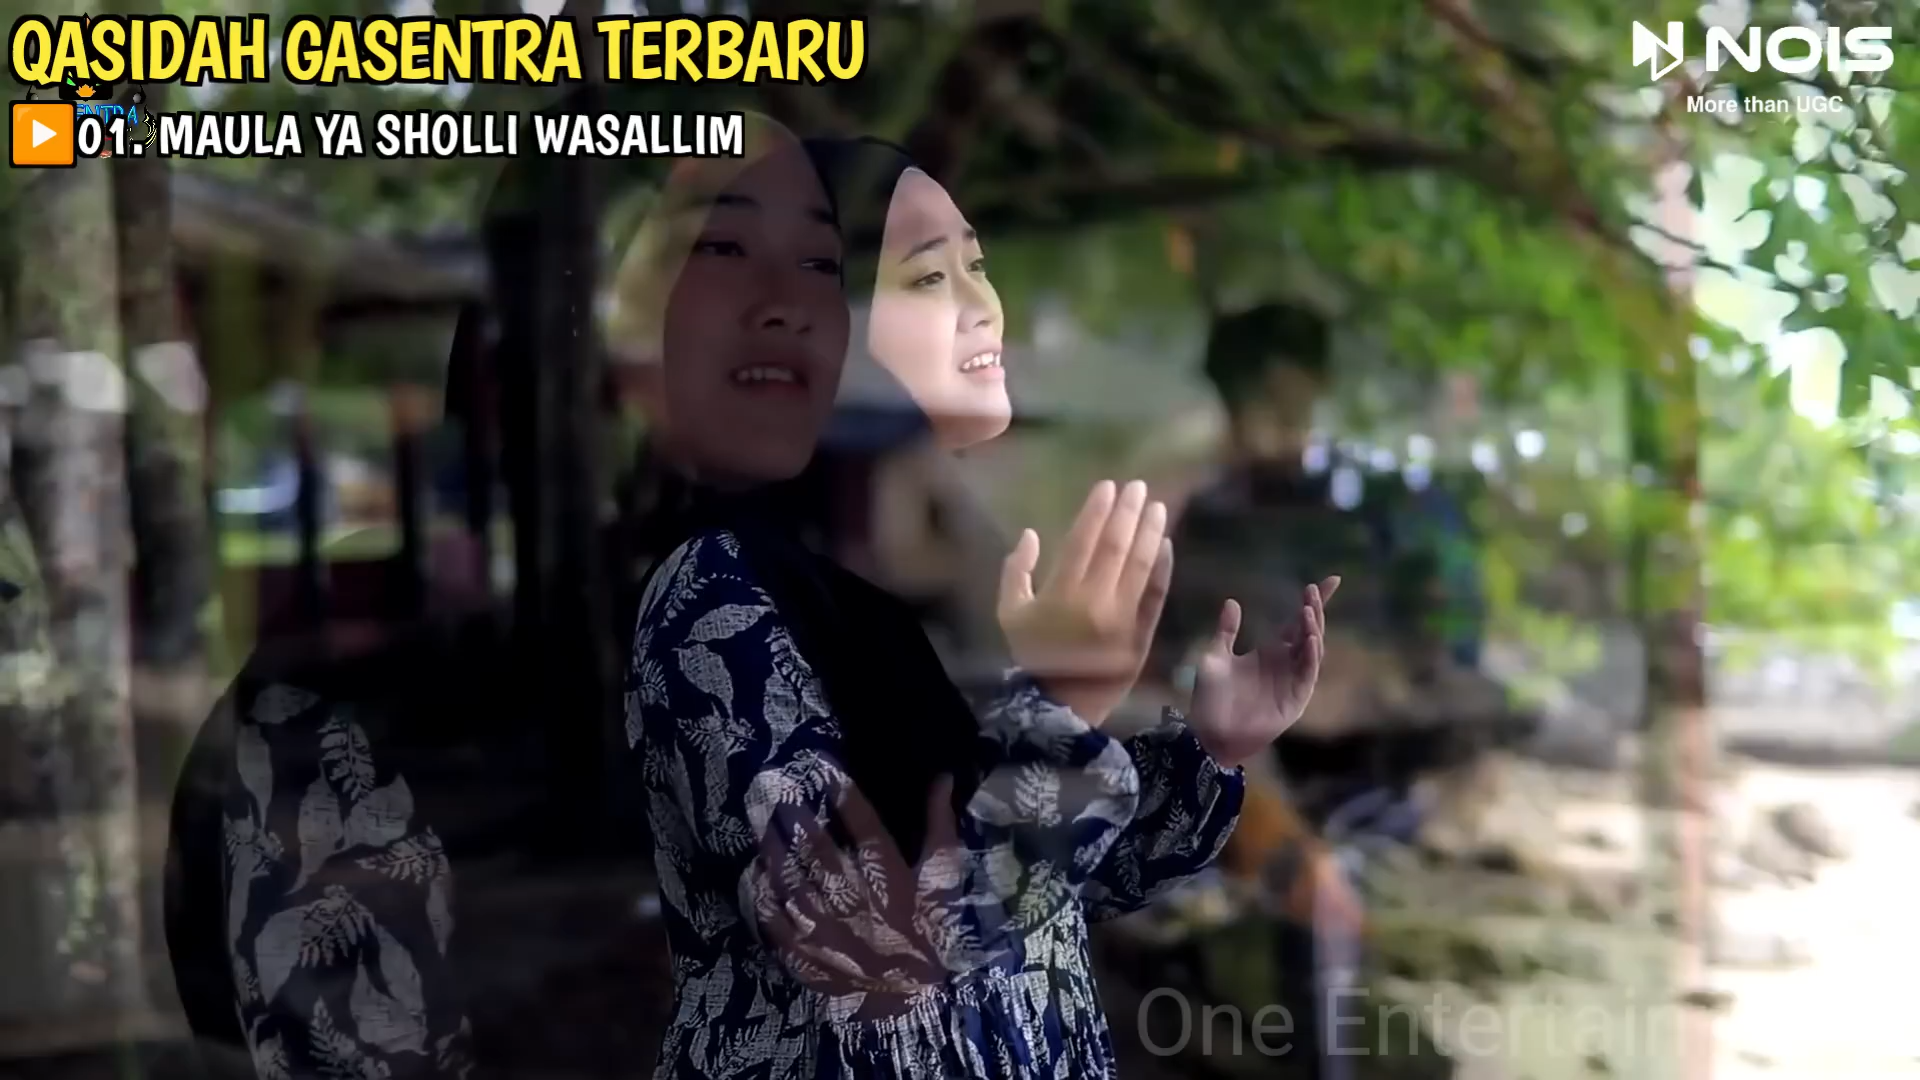 QASIDAH GASENTRA TERBARU
01. MAULA YA SHOLLI WASALLIM
NOIS
More than UGC
One Entertain